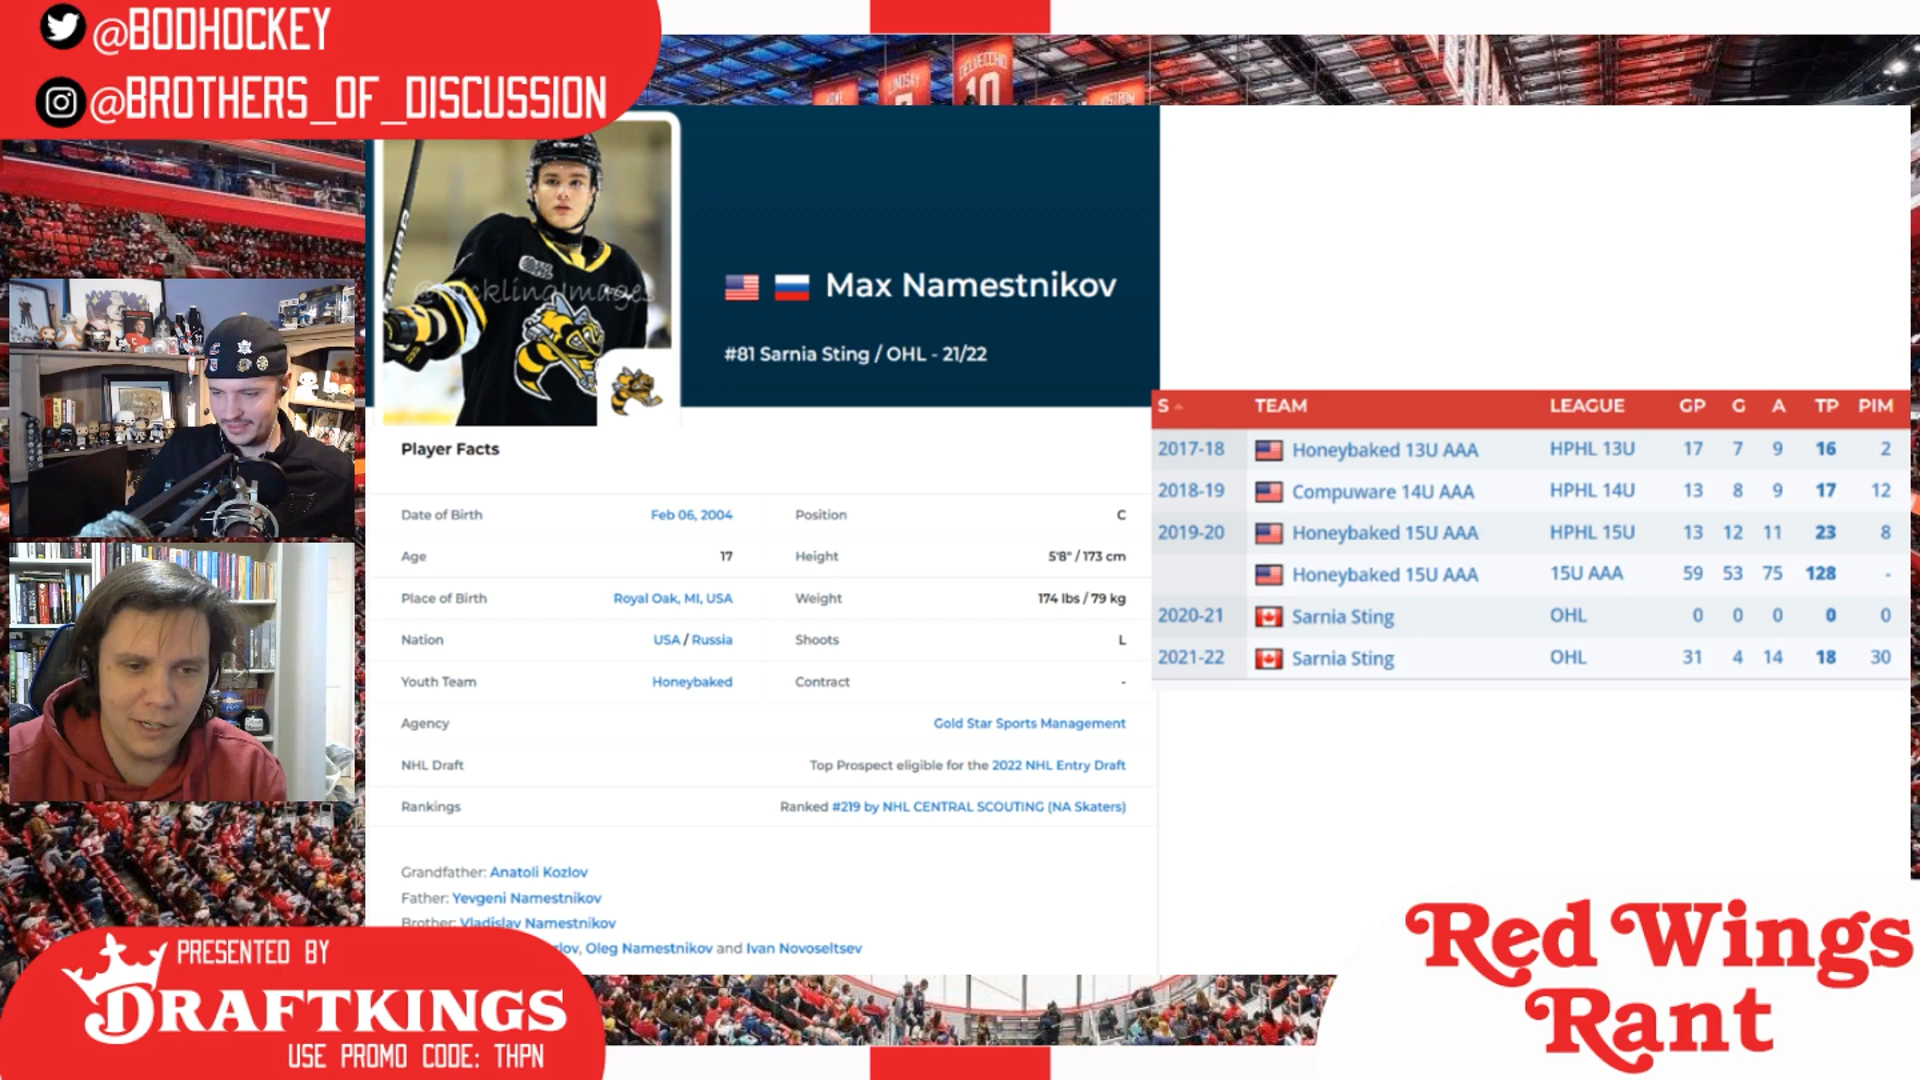 @BODHOCKEY
@BROTHERS_OF_DISCUSSION
LINDSAY
DELVECCHIO
10
Max Namestnikov
#81 Sarnia Sting / OHL - 21/22
Player Facts
Date of Birth Feb 06, 2004 Position C
Age 17 Height 5'8" / 173 cm
Place of Birth Royal Oak, MI, USA Weight 174 lbs / 79 kg
Nation USA / Russia Shoots L
Youth Team Honeybaked Contract -
Agency Gold Star Sports Management
NHL Draft Top Prospect eligible for the 2022 NHL Entry Draft
Rankings Ranked #219 by NHL CENTRAL SCOUTING (NA Skaters)
Grandfather: Anatoli Kozlov
Father: Yevgeni Namestnikov
Brother: Vladislav Namestnikov
Oleg Namestnikov and Ivan Novoseltsev
S TEAM LEAGUE GP G A TP PIM
2017-18 Honeybaked 13U AAA HPHL 13U 17 7 9 16 2
2018-19 Compuware 14U AAA HPHL 14U 13 8 9 17 12
2019-20 Honeybaked 15U AAA HPHL 15U 13 12 11 23 8
Honeybaked 15U AAA 15U AAA 59 53 75 128 -
2020-21 Sarnia Sting OHL 0 0 0 0 0
2021-22 Sarnia Sting OHL 31 4 14 18 30
PRESENTED BY
DRAFTKINGS
USE PROMO CODE: THPN
Red Wings
Rant